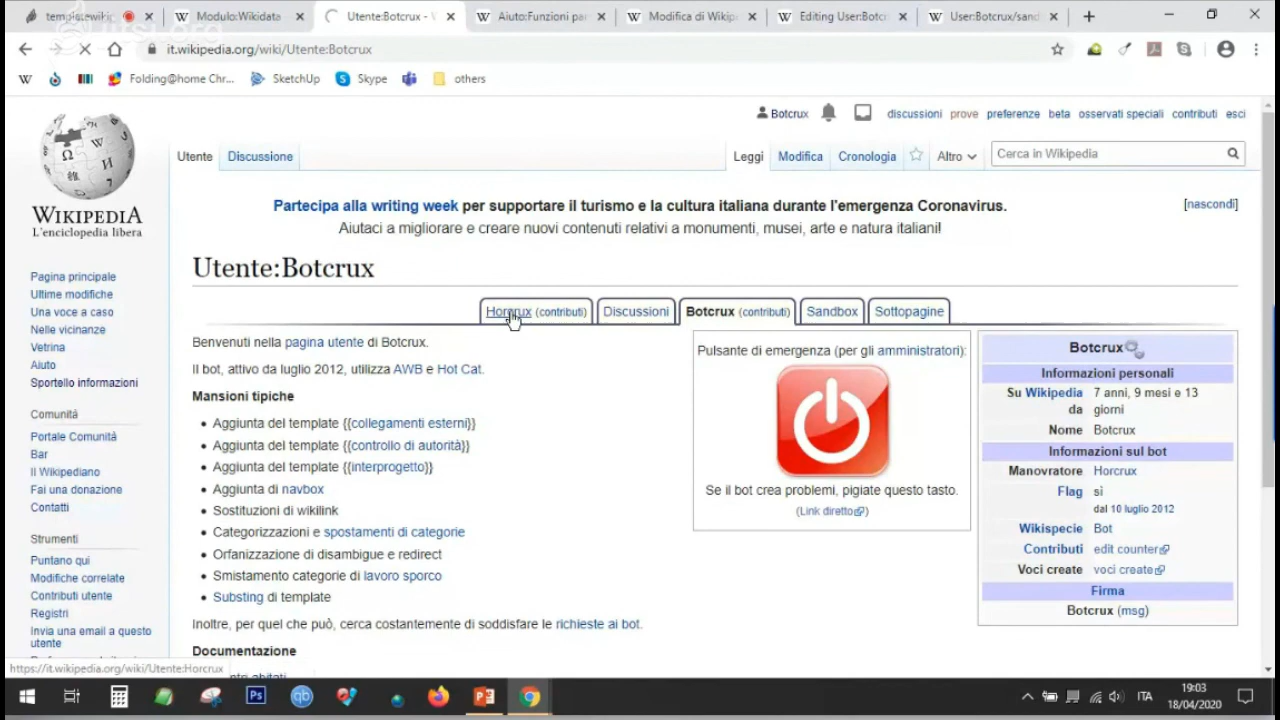 templatewiki
Modulo:Wikidata
Utente:Botcrux - W
Aiuto:Funzioni par
Modifica di Wikip
Editing User:Botc
User:Botcrux/sand
it.wikipedia.org/wiki/Utente:Botcrux
Folding@home Chr...
SketchUp
Skype
others
Botcrux
discussioni prove preferenze beta osservati speciali contributi esci
Utente Discussione
Leggi Modifica Cronologia Altro
Cerca in Wikipedia
WIKIPEDIA
L'enciclopedia libera
Partecipa alla writing week per supportare il turismo e la cultura italiana durante l'emergenza Coronavirus.
[nascondi]
Aiutaci a migliorare e creare nuovi contenuti relativi a monumenti, musei, arte e natura italiani!
Utente:Botcrux
Horcrux (contributi)
Discussioni
Botcrux (contributi)
Sandbox
Sottopagine
Pagina principale
Ultime modifiche
Una voce a caso
Nelle vicinanze
Vetrina
Aiuto
Sportello informazioni
Comunità
Portale Comunità
Bar
Il Wikipediano
Fai una donazione
Contatti
Strumenti
Puntano qui
Modifiche correlate
Contributi utente
Registri
Invia una email a questo
utente
Benvenuti nella pagina utente di Botcrux.
Il bot, attivo da luglio 2012, utilizza AWB e Hot Cat.
Mansioni tipiche
• Aggiunta del template {{collegamenti esterni}}
• Aggiunta del template {{controllo di autorità}}
• Aggiunta del template {{interprogetto}}
• Aggiunta di navbox
• Sostituzioni di wikilink
• Categorizzazioni e spostamenti di categorie
• Orfanizzazione di disambigue e redirect
• Smistamento categorie di lavoro sporco
• Substing di template
Inoltre, per quel che può, cerca costantemente di soddisfare le richieste ai bot.
Documentazione
Pulsante di emergenza (per gli amministratori):
Se il bot crea problemi, pigiate questo tasto.
(Link diretto)
Botcrux
Informazioni personali
Su Wikipedia 7 anni, 9 mesi e 13
da giorni
Nome Botcrux
Informazioni sul bot
Manovratore Horcrux
Flag sì
dal 10 luglio 2012
Wikispecie Bot
Contributi edit counter
Voci create voci create
Firma
Botcrux (msg)
https://it.wikipedia.org/wiki/Utente:Horcrux
Ps
qb
ITA
19:03
18/04/2020